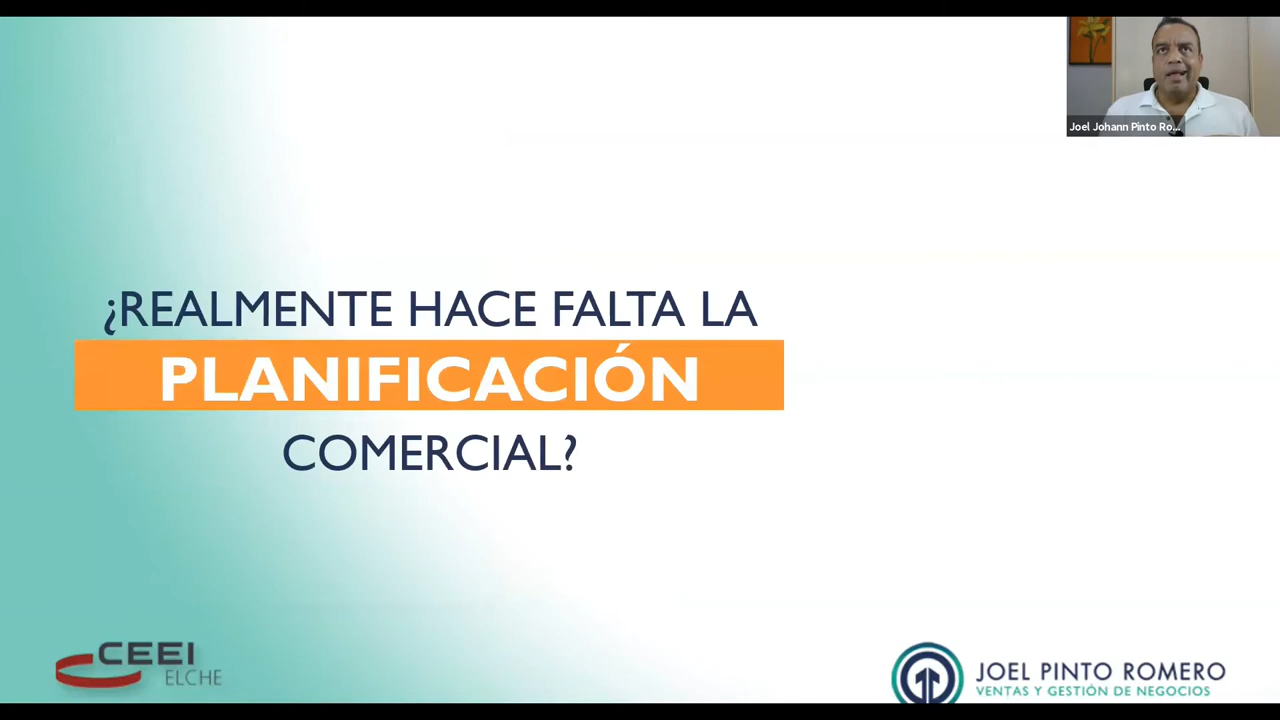 Joel Johann Pinto Ro...
¿REALMENTE HACE FALTA LA
PLANIFICACIÓN
COMERCIAL?
CEEI
ELCHE
JOEL PINTO ROMERO
VENTAS Y GESTIÓN DE NEGOCIOS